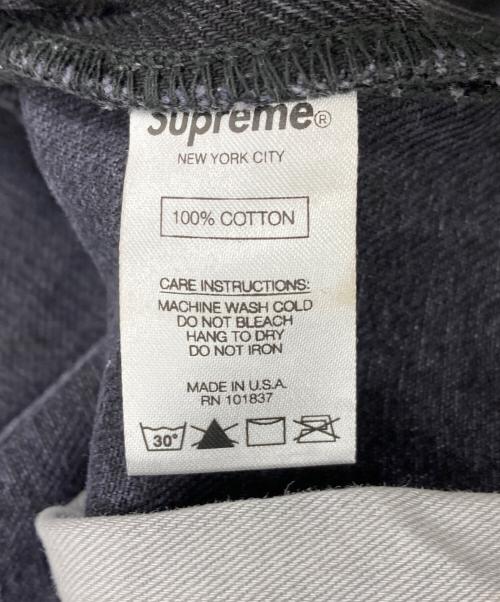 Supreme®
NEW YORK CITY
100% COTTON
CARE INSTRUCTIONS:
MACHINE WASH COLD
DO NOT BLEACH
HANG TO DRY
DO NOT IRON
MADE IN U.S.A.
RN 101837
30°